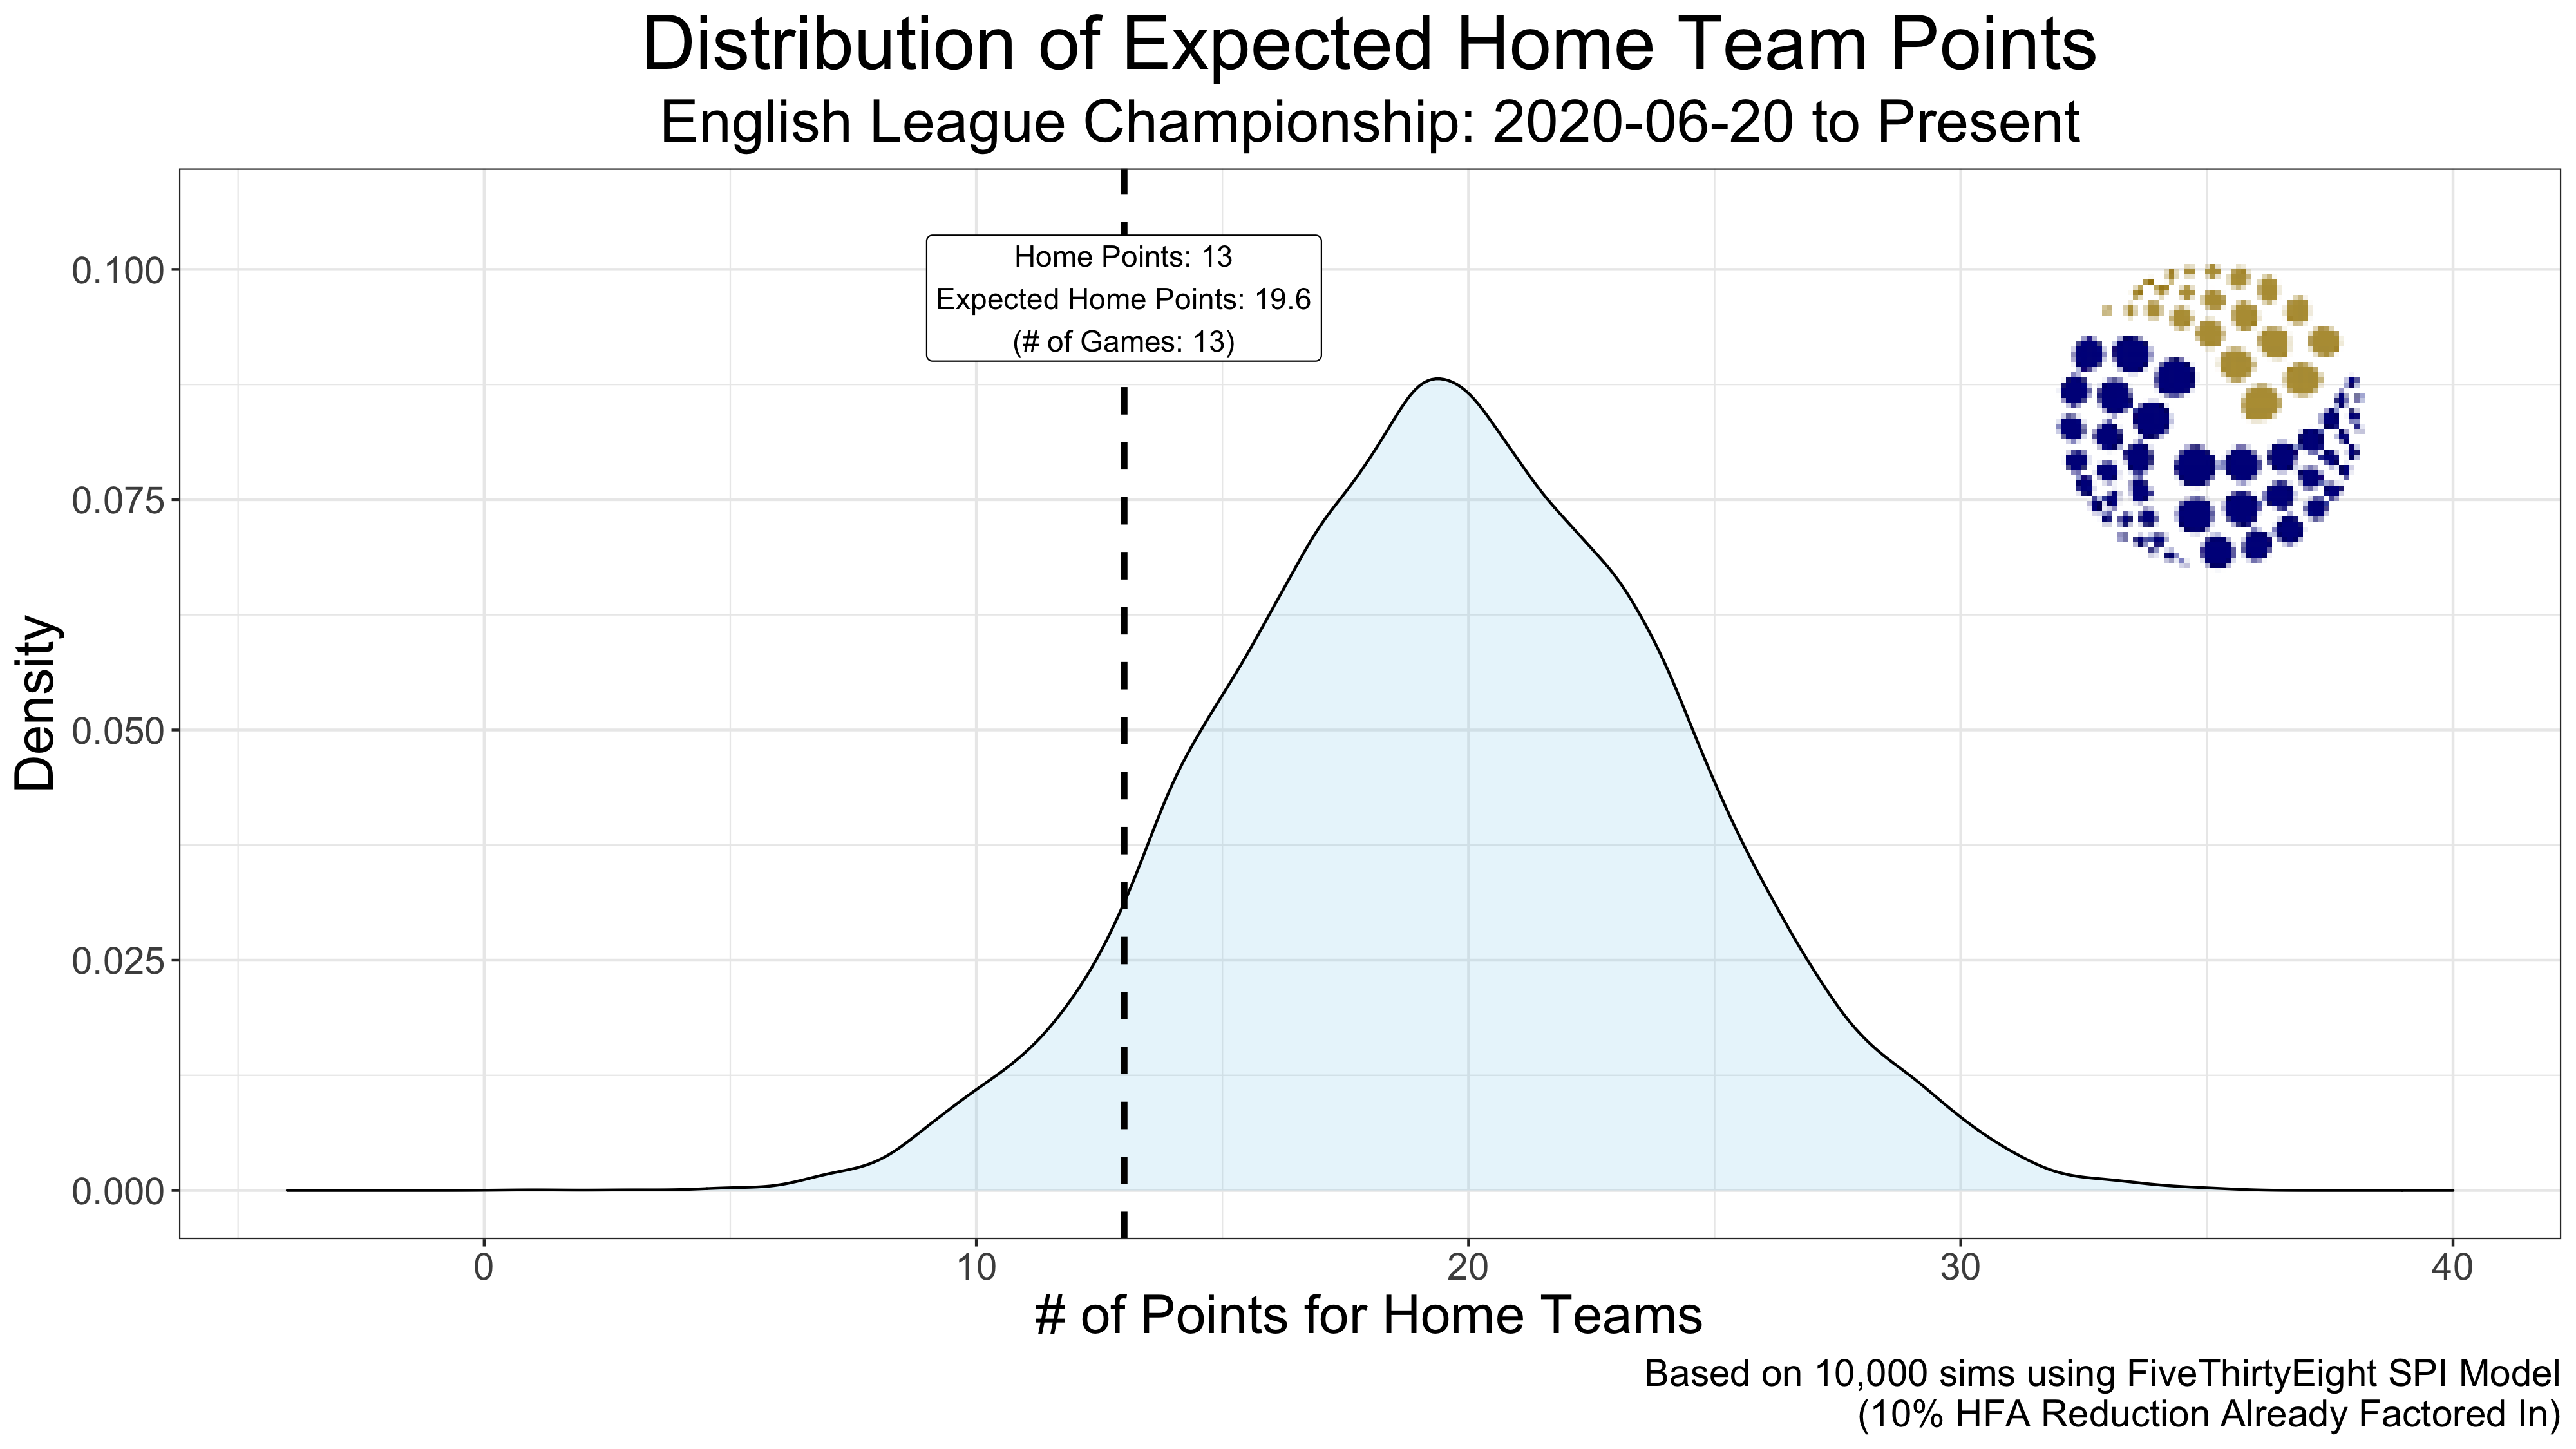 Distribution of Expected Home Team Points
English League Championship: 2020-06-20 to Present
Home Points: 13
Expected Home Points: 19.6
(# of Games: 13)
0.100
0.075
0.050
0.025
0.000
Density
0 10 20 30 40
# of Points for Home Teams
Based on 10,000 sims using FiveThirtyEight SPI Model
(10% HFA Reduction Already Factored In)